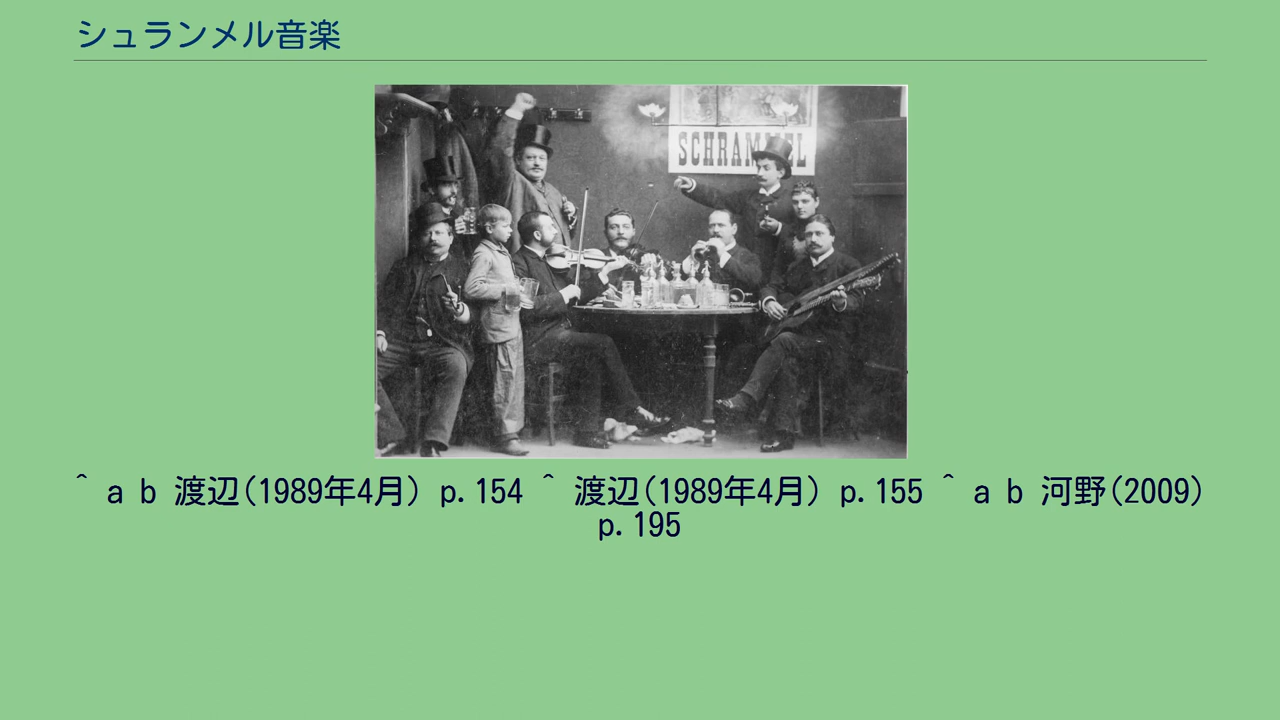 シュランメル音楽
SCHRAMMEL
^ a b 渡辺(1989年4月) p.154 ^ 渡辺(1989年4月) p.155 ^ a b 河野(2009)
p.195